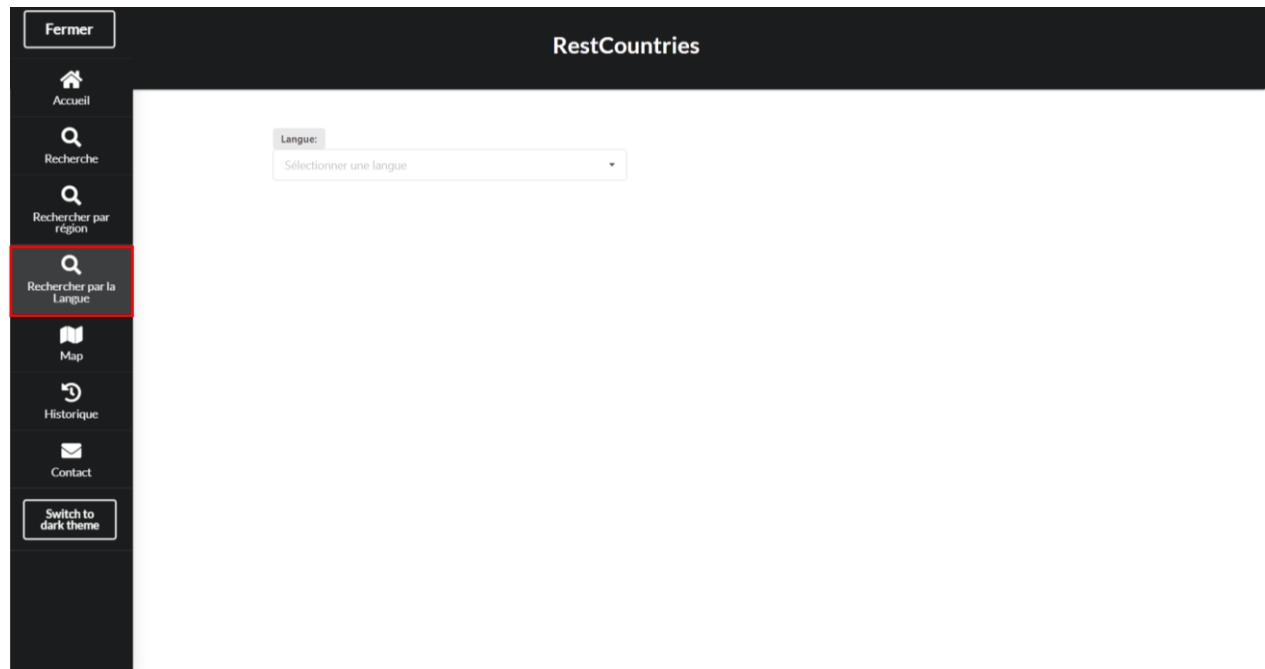 Fermer
RestCountries
Accueil
Recherche
Rechercher par
région
Rechercher par la
Langue
Map
Historique
Contact
Switch to
dark theme
Langue:
Sélectionner une langue